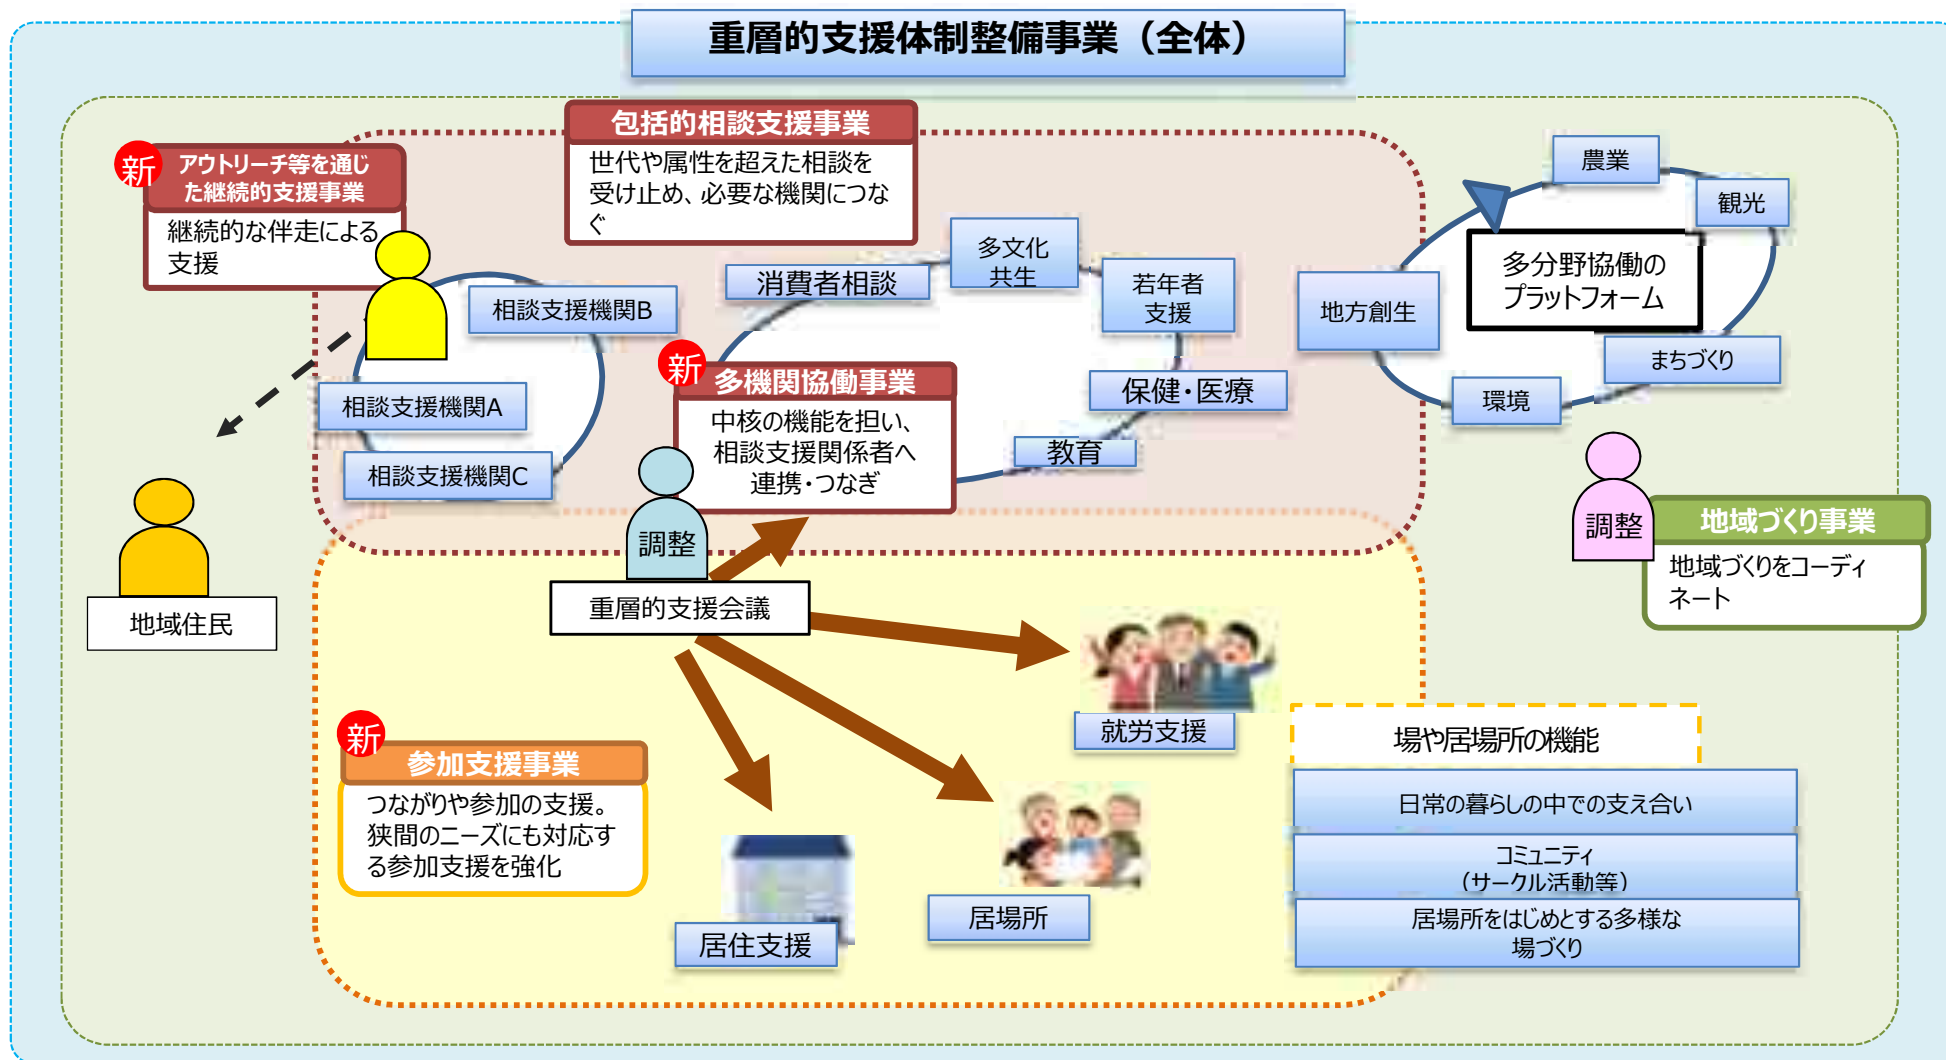 重層的支援体制整備事業（全体）
包括的相談支援事業
世代や属性を超えた相談を
受け止め、必要な機関につな
ぐ
新
アウトリーチ等を通じ
た継続的支援事業
継続的な伴走による
支援
相談支援機関B
相談支援機関A
相談支援機関C
消費者相談
多文化
共生
若年者
支援
保健・医療
教育
新
多機関協働事業
中核の機能を担い、
相談支援関係者へ
連携・つなぎ
農業
観光
多分野協働の
プラットフォーム
地方創生
まちづくり
環境
調整
地域づくり事業
地域づくりをコーディ
ネート
調整
重層的支援会議
地域住民
新
参加支援事業
つながりや参加の支援。
狭間のニーズにも対応す
る参加支援を強化
就労支援
居場所
居住支援
場や居場所の機能
日常の暮らしの中での支え合い
コミュニティ
（サークル活動等）
居場所をはじめとする多様な
場づくり